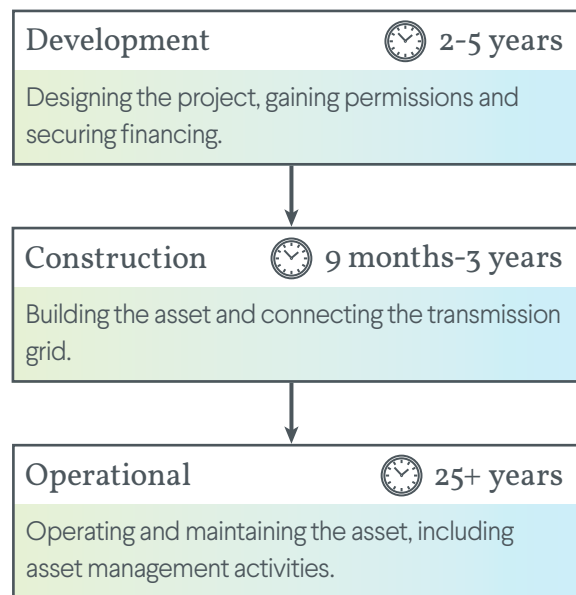 Development 2-5 years
Designing the project, gaining permissions and
securing financing.
Construction 9 months-3 years
Building the asset and connecting the transmission
grid.
Operational 25+ years
Operating and maintaining the asset, including
asset management activities.